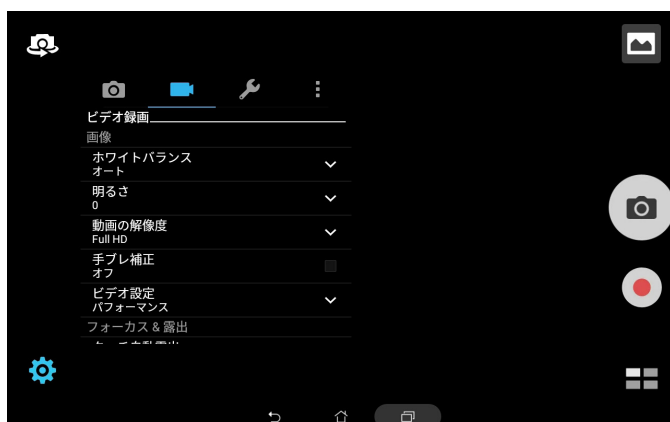 ビデオ録画
画像
ホワイトバランス
オート
明るさ
0
動画の解像度
Full HD
手ブレ補正
オフ
ビデオ設定
パフォーマンス
フォーカス & 露出